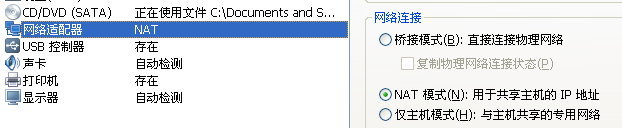 CD/DVD (SATA) 正在使用文件 C:\Documents and S...
网络适配器 NAT
USB 控制器 存在
声卡 自动检测
打印机 存在
显示器 自动检测
网络连接
桥接模式(B): 直接连接物理网络
复制物理网络连接状态(P)
NAT 模式(N): 用于共享主机的 IP 地址
仅主机模式(H): 与主机共享的专用网络